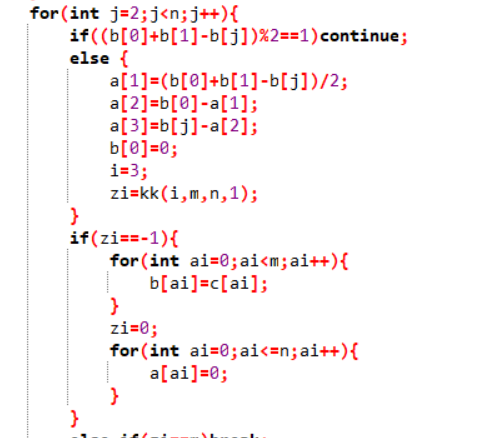 for(int j=2;j<n;j++){
if((b[0]+b[1]-b[j])%2==1)continue;
else {
a[1]=(b[0]+b[1]-b[j])/2;
a[2]=b[0]-a[1];
a[3]=b[j]-a[2];
b[0]=0;
i=3;
zi=kk(i,m,n,1);
}
if(zi==-1){
for(int ai=0;ai<m;ai++){
b[ai]=c[ai];
}
zi=0;
for(int ai=0;ai<=n;ai++){
a[ai]=0;
}
}